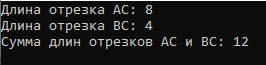 Длина отрезка AC: 8
Длина отрезка BC: 4
Сумма длин отрезков AC и BC: 12